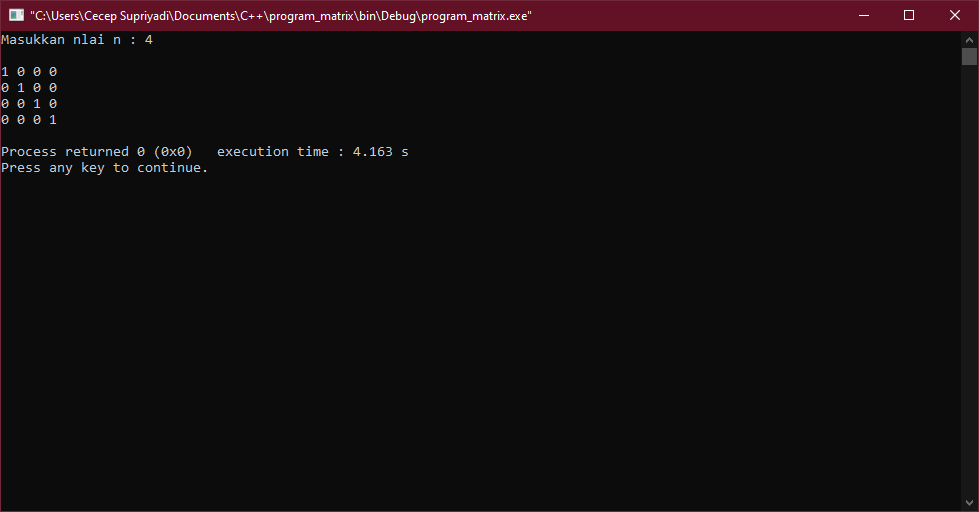 "C:\Users\Cecep Supriyadi\Documents\C++\program_matrix\bin\Debug\program_matrix.exe"
Masukkan nlai n : 4
1 0 0 0
0 1 0 0
0 0 1 0
0 0 0 1
Process returned 0 (0x0)   execution time : 4.163 s
Press any key to continue.